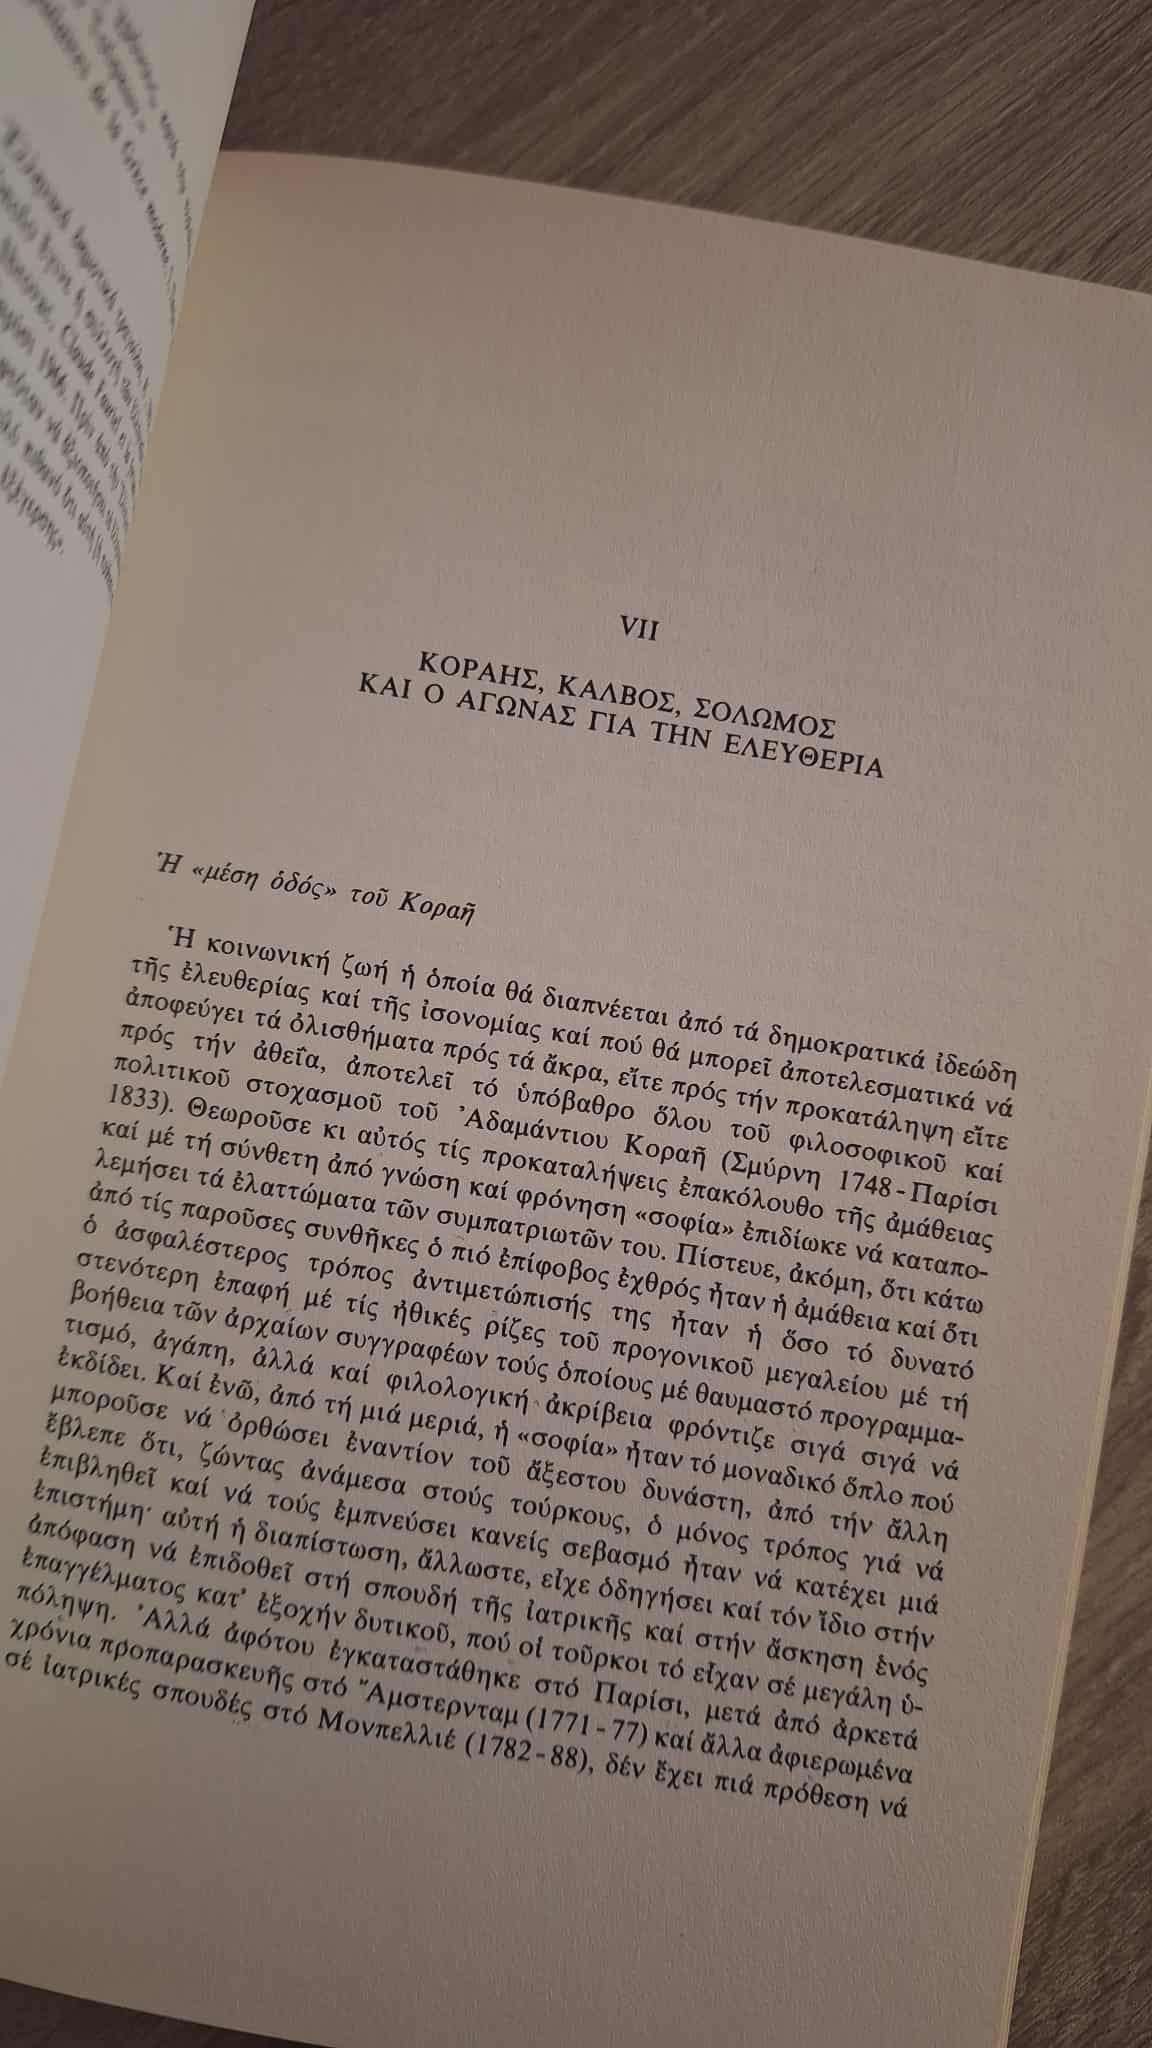 VII
ΚΟΡΑΗΣ, ΚΑΛΒΟΣ, ΣΟΛΩΜΟΣ
ΚΑΙ Ο ΑΓΩΝΑΣ ΓΙΑ ΤΗΝ ΕΛΕΥΘΕΡΙΑ
Ἡ «μέση ὁδός» τοῦ Κοραῆ
Ἡ κοινωνική ζωή ἡ ὁποία θά διαπνέεται ἀπό τά δημοκρατικά ἰδεώδη
τῆς ἐλευθερίας καί τῆς ἰσονομίας καί πού θά μπορεῖ ἀποτελεσματικά νά
ἀποφεύγει τά ὀλισθήματα πρός τά ἄκρα, εἴτε πρός τήν προκατάληψη εἴτε
πρός τήν ἀθεΐα, ἀποτελεῖ τό ὑπόβαθρο ὅλου τοῦ φιλοσοφικοῦ καί
πολιτικοῦ στοχασμοῦ τοῦ Ἀδαμάντιου Κοραῆ (Σμύρνη 1748 - Παρίσι
1833). Θεωροῦσε κι αὐτός τίς προκαταλήψεις ἐπακόλουθο τῆς ἀμάθειας
καί μέ τή σύνθετη ἀπό γνώση καί φρόνηση «σοφία» ἐπιδίωκε νά καταπο-
λεμήσει τά ἐλαττώματα τῶν συμπατριωτῶν του. Πίστευε, ἀκόμη, ὅτι κάτω
ἀπό τίς παροῦσες συνθῆκες ὁ πιό ἐπίφοβος ἐχθρός ἦταν ἡ ἀμάθεια καί ὅτι
ὁ ἀσφαλέστερος τρόπος ἀντιμετώπισής της ἦταν ἡ ὅσο τό δυνατό
στενότερη ἐπαφή μέ τίς ἠθικές ρίζες τοῦ προγονικοῦ μεγαλείου μέ τή
βοήθεια τῶν ἀρχαίων συγγραφέων τούς ὁποίους μέ θαυμαστό προγραμμα-
τισμό, ἀγάπη, ἀλλά καί φιλολογική ἀκρίβεια φρόντιζε σιγά σιγά νά
ἐκδίδει. Καί ἐνῶ, ἀπό τή μιά μεριά, ἡ «σοφία» ἦταν τό μοναδικό ὅπλο πού
μποροῦσε νά ὀρθώσει ἐναντίον τοῦ ἄξεστου δυνάστη, ἀπό τήν ἄλλη
ἔβλεπε ὅτι, ζώντας ἀνάμεσα στούς τούρκους, ὁ μόνος τρόπος γιά νά
ἐπιβληθεῖ καί νά τούς ἐμπνεύσει κανείς σεβασμό ἦταν νά κατέχει μιά
ἐπιστήμη· αὐτή ἡ διαπίστωση, ἄλλωστε, εἶχε ὁδηγήσει καί τόν ἴδιο στήν
ἀπόφαση νά ἐπιδοθεῖ στή σπουδή τῆς ἰατρικῆς καί στήν ἄσκηση ἑνός
ἐπαγγέλματος κατ' ἐξοχήν δυτικοῦ, πού οἱ τοῦρκοι τό εἶχαν σέ μεγάλη ὑ-
πόληψη. Ἀλλά ἀφότου ἐγκαταστάθηκε στό Παρίσι, μετά ἀπό ἀρκετά
χρόνια προπαρασκευῆς στό Ἄμστερνταμ (1771 - 77) καί ἄλλα ἀφιερωμένα
σέ ἰατρικές σπουδές στό Μονπελλιέ (1782 - 88), δέν ἔχει πιά πρόθεση νά